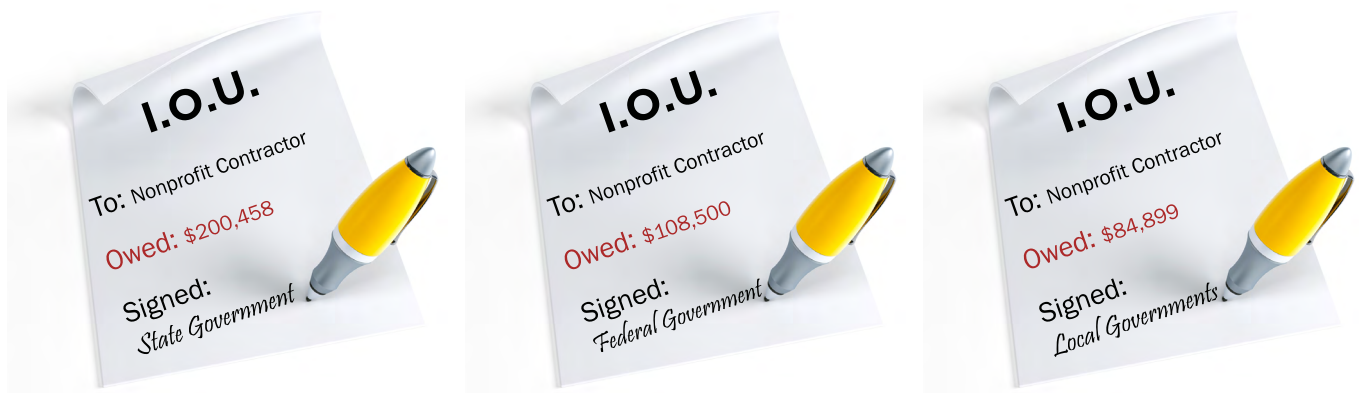 I.O.U.
To: Nonprofit Contractor
Owed: $200,458
Signed:
State Government
I.O.U.
To: Nonprofit Contractor
Owed: $108,500
Signed:
Federal Government
I.O.U.
To: Nonprofit Contractor
Owed: $84,899
Signed:
Local Governments